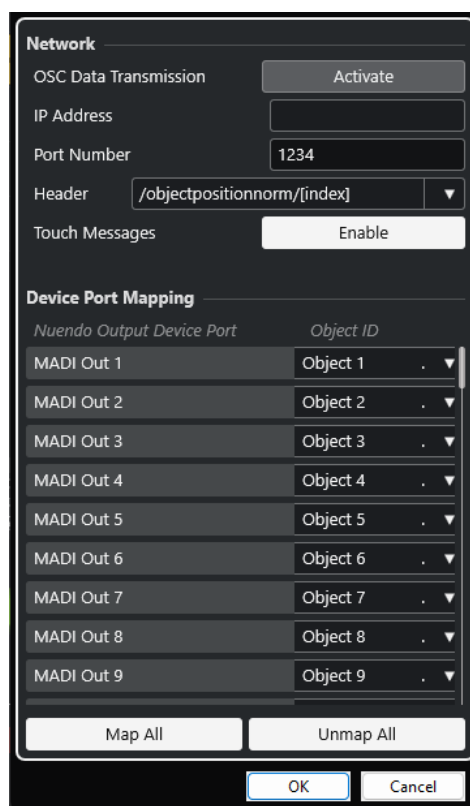 Network
OSC Data Transmission Activate
IP Address
Port Number 1234
Header /objectpositionnorm/[index]
Touch Messages Enable
Device Port Mapping
Nuendo Output Device Port Object ID
MADI Out 1 Object 1 .
MADI Out 2 Object 2 .
MADI Out 3 Object 3 .
MADI Out 4 Object 4 .
MADI Out 5 Object 5 .
MADI Out 6 Object 6 .
MADI Out 7 Object 7 .
MADI Out 8 Object 8 .
MADI Out 9 Object 9 .
Map All Unmap All
OK Cancel